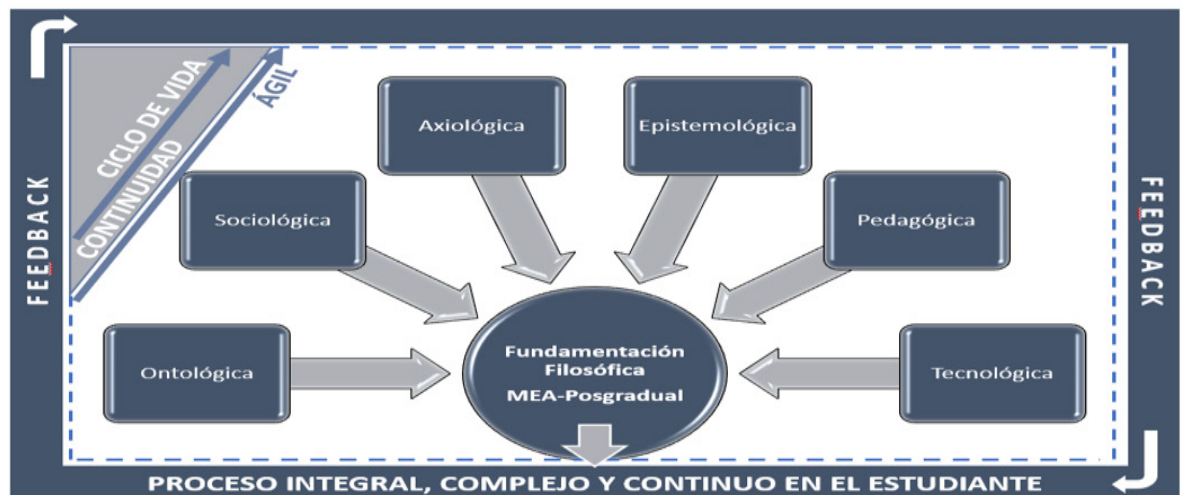 CICLO DE VIDA
CONTINUIDAD
ÁGIL
FEEDBACK
FEEDBACK
Axiológica
Epistemológica
Sociológica
Pedagógica
Ontológica
Tecnológica
Fundamentación
Filosófica
MEA-Posgradual
PROCESO INTEGRAL, COMPLEJO Y CONTINUO EN EL ESTUDIANTE